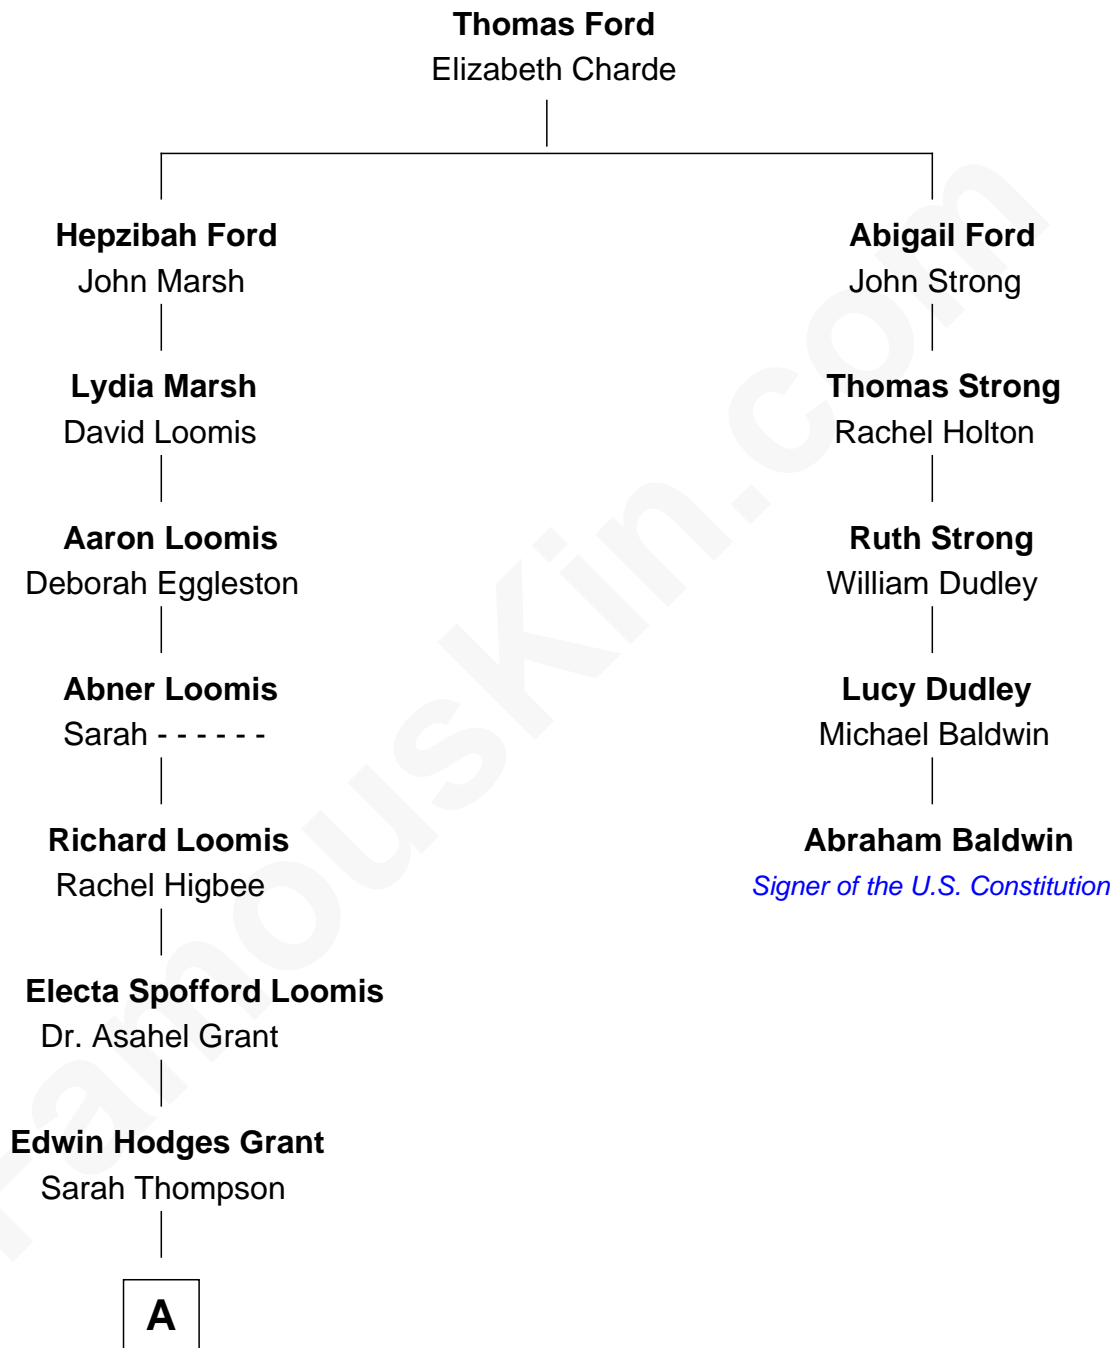 Thomas Ford
Elizabeth Charde
Hepzibah Ford
John Marsh
Abigail Ford
John Strong
Lydia Marsh
David Loomis
Thomas Strong
Rachel Holton
Aaron Loomis
Deborah Eggleston
Ruth Strong
William Dudley
Abner Loomis
Sarah - - - - - -
Lucy Dudley
Michael Baldwin
Richard Loomis
Rachel Higbee
Abraham Baldwin
Signer of the U.S. Constitution
Electa Spofford Loomis
Dr. Asahel Grant
Edwin Hodges Grant
Sarah Thompson
A
FamousKin.com